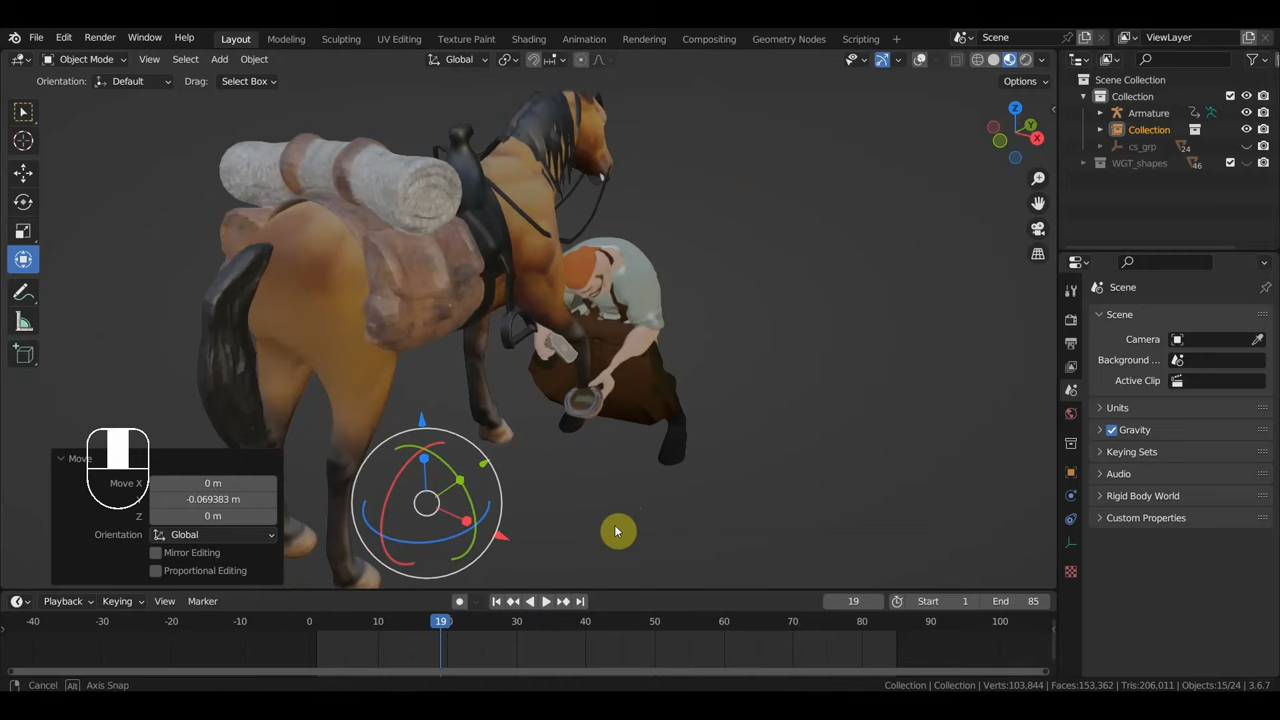 File Edit Render Window Help Layout Modeling Sculpting UV Editing Texture Paint Shading Animation Rendering Compositing Geometry Nodes Scripting + Scene ViewLayer
Object Mode View Select Add Object Global Options
Orientation: Default Drag: Select Box
Scene Collection
Collection
Armature
Collection
cs_grp 24
WGT_shapes 46
Z
Y
X
Scene
Scene
Camera
Background ...
Active Clip
Units
Gravity
Keying Sets
Audio
Rigid Body World
Custom Properties
Move
Move X 0 m
-0.069383 m
Z 0 m
Orientation Global
Mirror Editing
Proportional Editing
Playback Keying View Marker 19 Start 1 End 85
-40 -30 -20 -10 0 10 19 20 30 40 50 60 70 80 90 100
Cancel Alt Axis Snap Collection | Collection | Verts:103,844 | Faces:153,362 | Tris:206,011 | Objects:15/24 | 3.6.7